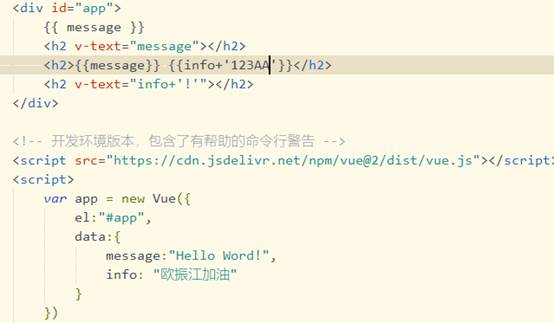 <div id="app">
{{ message }}
<h2 v-text="message"></h2>
<h2>{{message}} {{info+'123AA'}}</h2>
<h2 v-text="info+'!'"></h2>
</div>
<!-- 开发环境版本，包含了有帮助的命令行警告 -->
<script src="https://cdn.jsdelivr.net/npm/vue@2/dist/vue.js"></script>
<script>
var app = new Vue({
el:"#app",
data:{
message:"Hello Word!",
info: "欧振江加油"
}
})